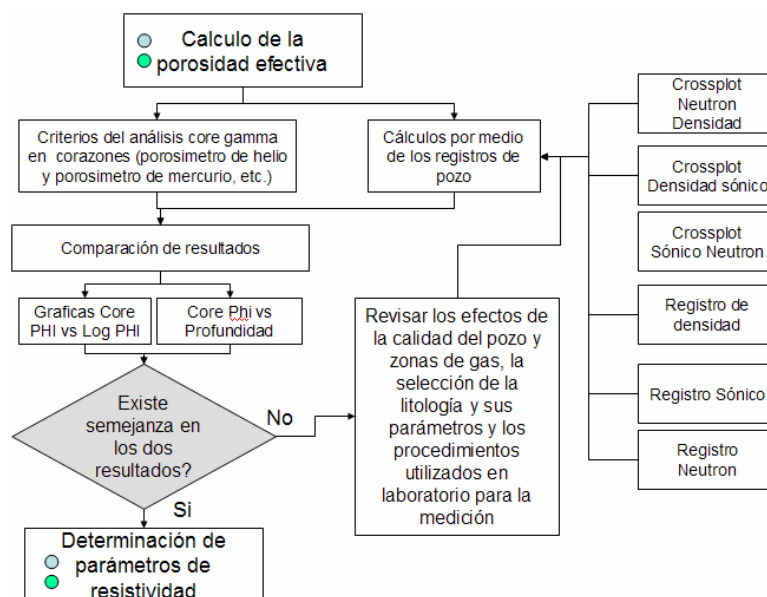 Calculo de la
porosidad efectiva
Criterios del análisis core gamma
en corazones (porosimetro de helio
y porosimetro de mercurio, etc.)
Cálculos por medio
de los registros de
pozo
Crossplot
Neutron
Densidad
Crossplot
Densidad sónico
Crossplot
Sónico Neutron
Registro de
densidad
Registro Sónico
Registro
Neutron
Comparación de resultados
Graficas Core
PHI vs Log PHI
Core Phi vs
Profundidad
Revisar los efectos de
la calidad del pozo y
zonas de gas, la
selección de la
litología y sus
parámetros y los
procedimientos
utilizados en
laboratorio para la
medición
Existe
semejanza en
los dos
resultados?
No
Si
Determinación de
parámetros de
resistividad